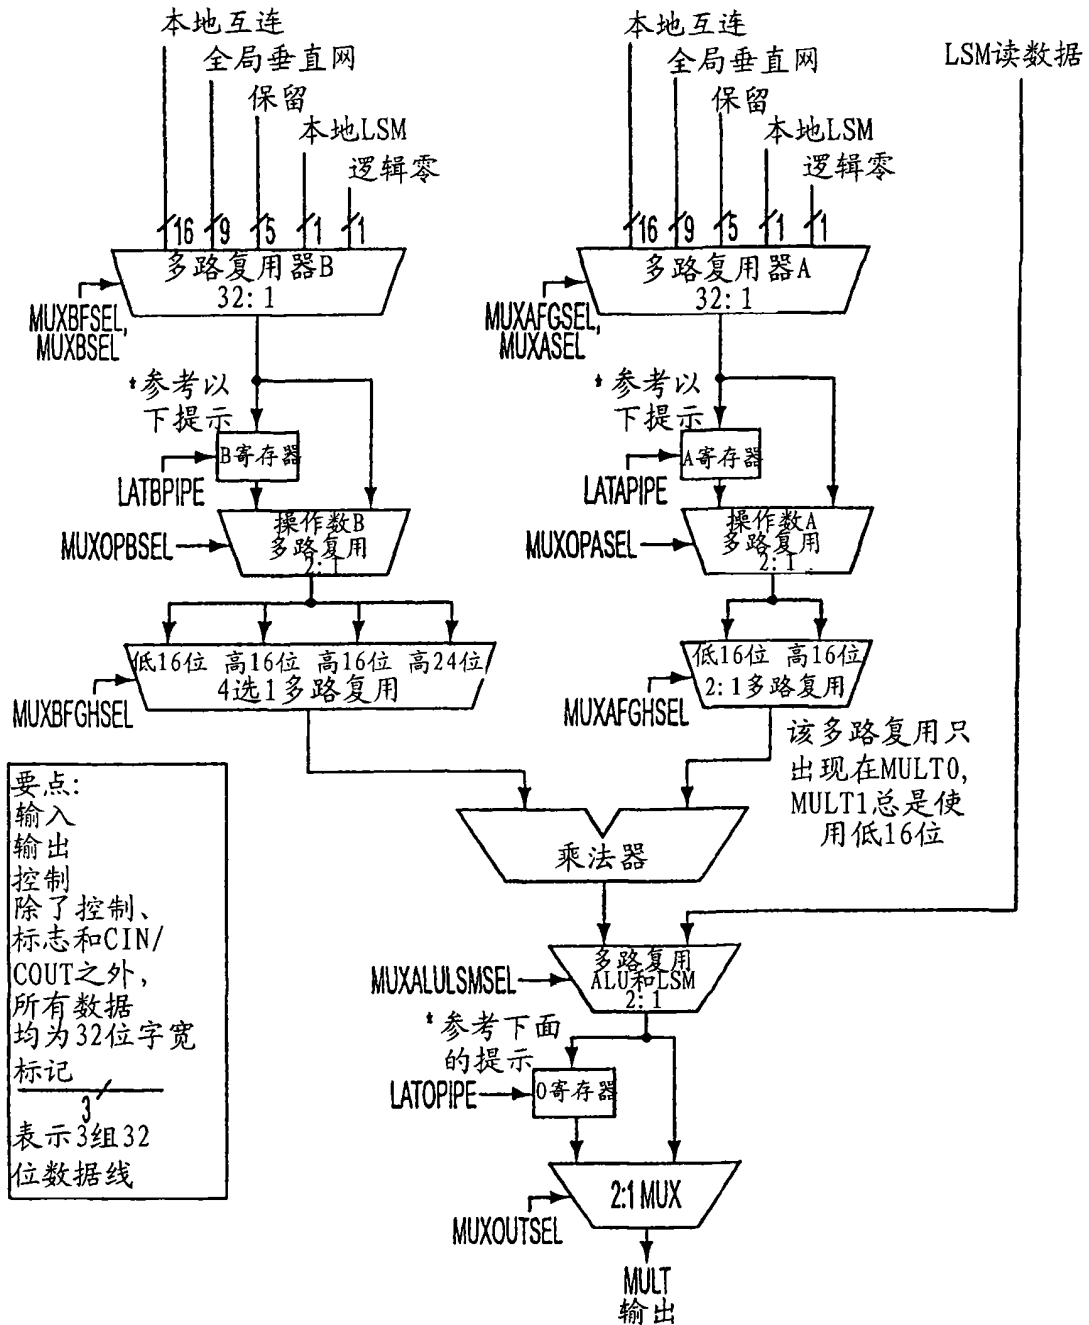 本地互连
全局垂直网
保留
本地LSM
逻辑零
16 9 5 1 1
多路复用器B
32:1
MUXBFSEL,
MUXBSEL
*参考以
下提示
B寄存器
LATBPIPE
操作数B
多路复用
2:1
MUXOPBSEL
低16位 高16位 高16位 高24位
4选1多路复用
MUXBFGHSEL
本地互连
全局垂直网
保留
本地LSM
逻辑零
16 9 5 1 1
多路复用器A
32:1
MUXAFGSEL,
MUXASEL
*参考以
下提示
A寄存器
LATAPIPE
操作数A
多路复用
2:1
MUXOPASEL
低16位 高16位
2:1多路复用
MUXAFGHSEL
该多路复用只
出现在MULT0,
MULT1总是使
用低16位
LSM读数据
乘法器
多路复用
ALU和LSM
2:1
MUXALULSMSEL
*参考下面
的提示
O寄存器
LATOPIPE
2:1 MUX
MUXOUTSEL
MULT
输出
要点:
输入
输出
控制
除了控制、
标志和CIN/
COUT之外,
所有数据
均为32位字宽
标记
3
表示3组32
位数据线